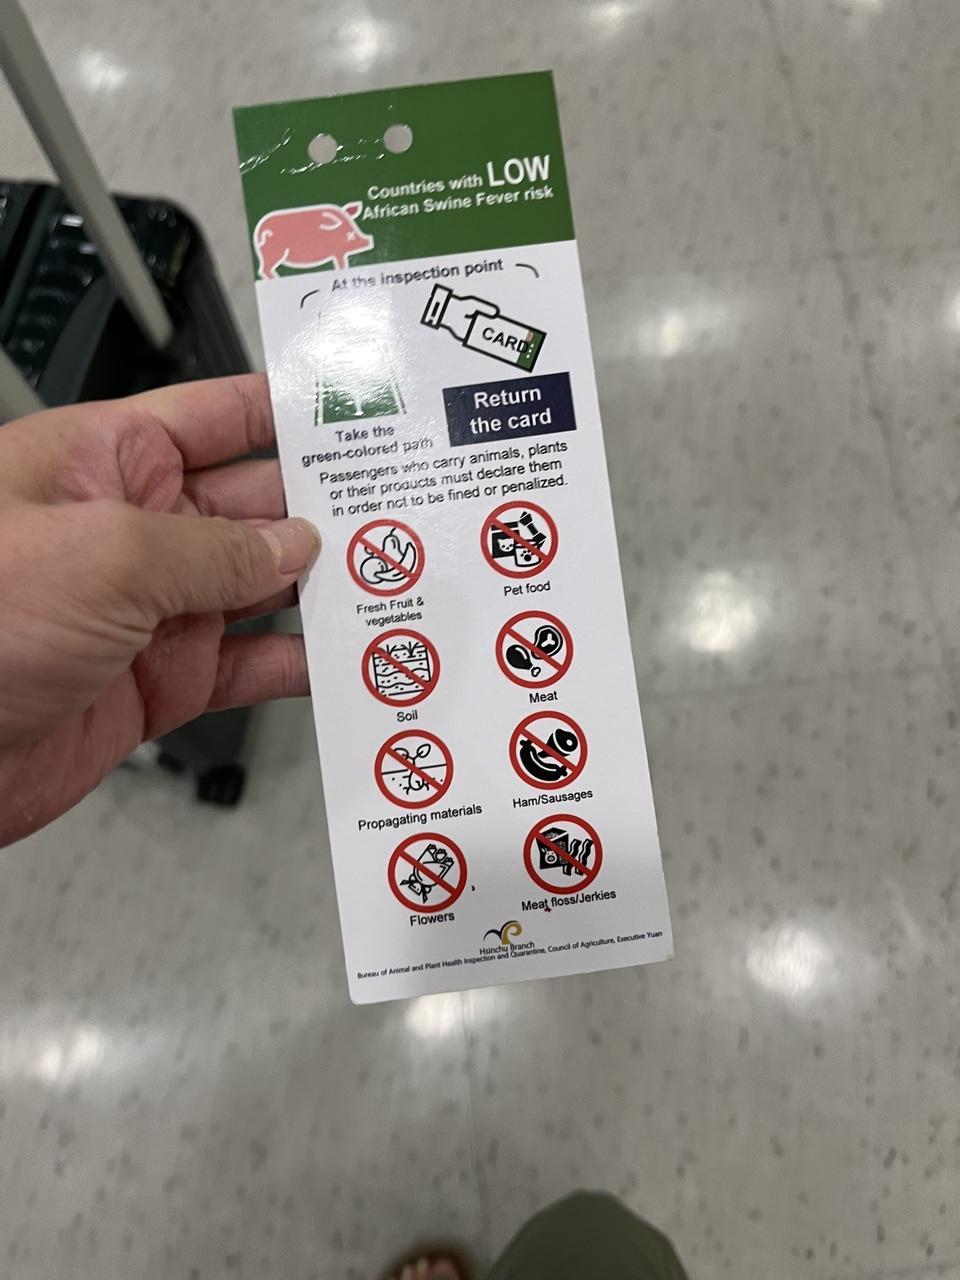 Countries with LOW
African Swine Fever risk
At the inspection point
CARD
Return
the card
Take the
green-colored path
Passengers who carry animals, plants
or their products must declare them
in order not to be fined or penalized.
Fresh Fruit &
vegetables
Pet food
Soil
Meat
Propagating materials
Ham/Sausages
Flowers
Meat floss/Jerkies
Hsinchu Branch
Bureau of Animal and Plant Health Inspection and Quarantine, Council of Agriculture, Executive Yuan